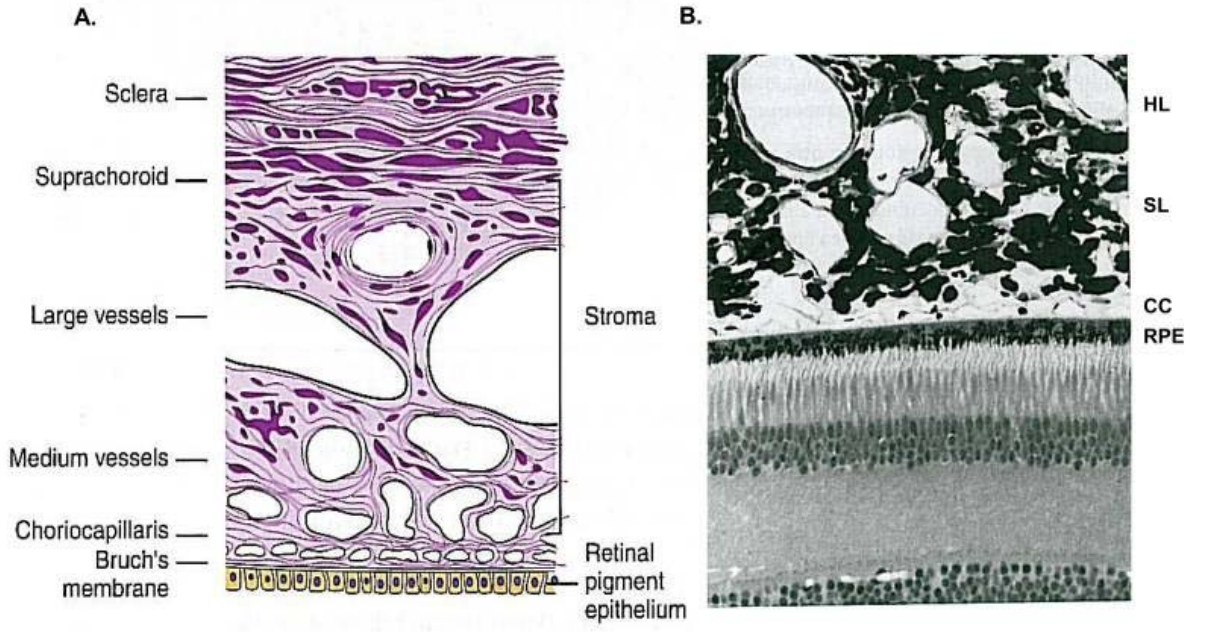 A.
Sclera
Suprachoroid
Large vessels
Medium vessels
Choriocapillaris
Bruch's
membrane
Stroma
Retinal
pigment
epithelium
B.
HL
SL
CC
RPE